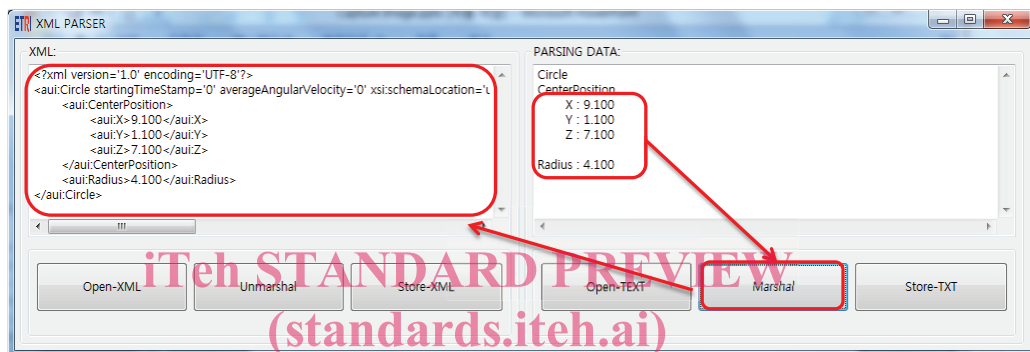 ETRI XML PARSER
XML:
<?xml version='1.0' encoding='UTF-8'?>
<aui:Circle startingTimeStamp='0' averageAngularVelocity='0' xsi:schemaLocation='u
<aui:CenterPosition>
<aui:X>9.100</aui:X>
<aui:Y>1.100</aui:Y>
<aui:Z>7.100</aui:Z>
</aui:CenterPosition>
<aui:Radius>4.100</aui:Radius>
</aui:Circle>
PARSING DATA:
Circle
CenterPosition
X : 9.100
Y : 1.100
Z : 7.100
Radius : 4.100
Open-XML
Unmarshal
Store-XML
Open-TEXT
Marshal
Store-TXT
iTeh STANDARD PREVIEW
(standards.iteh.ai)